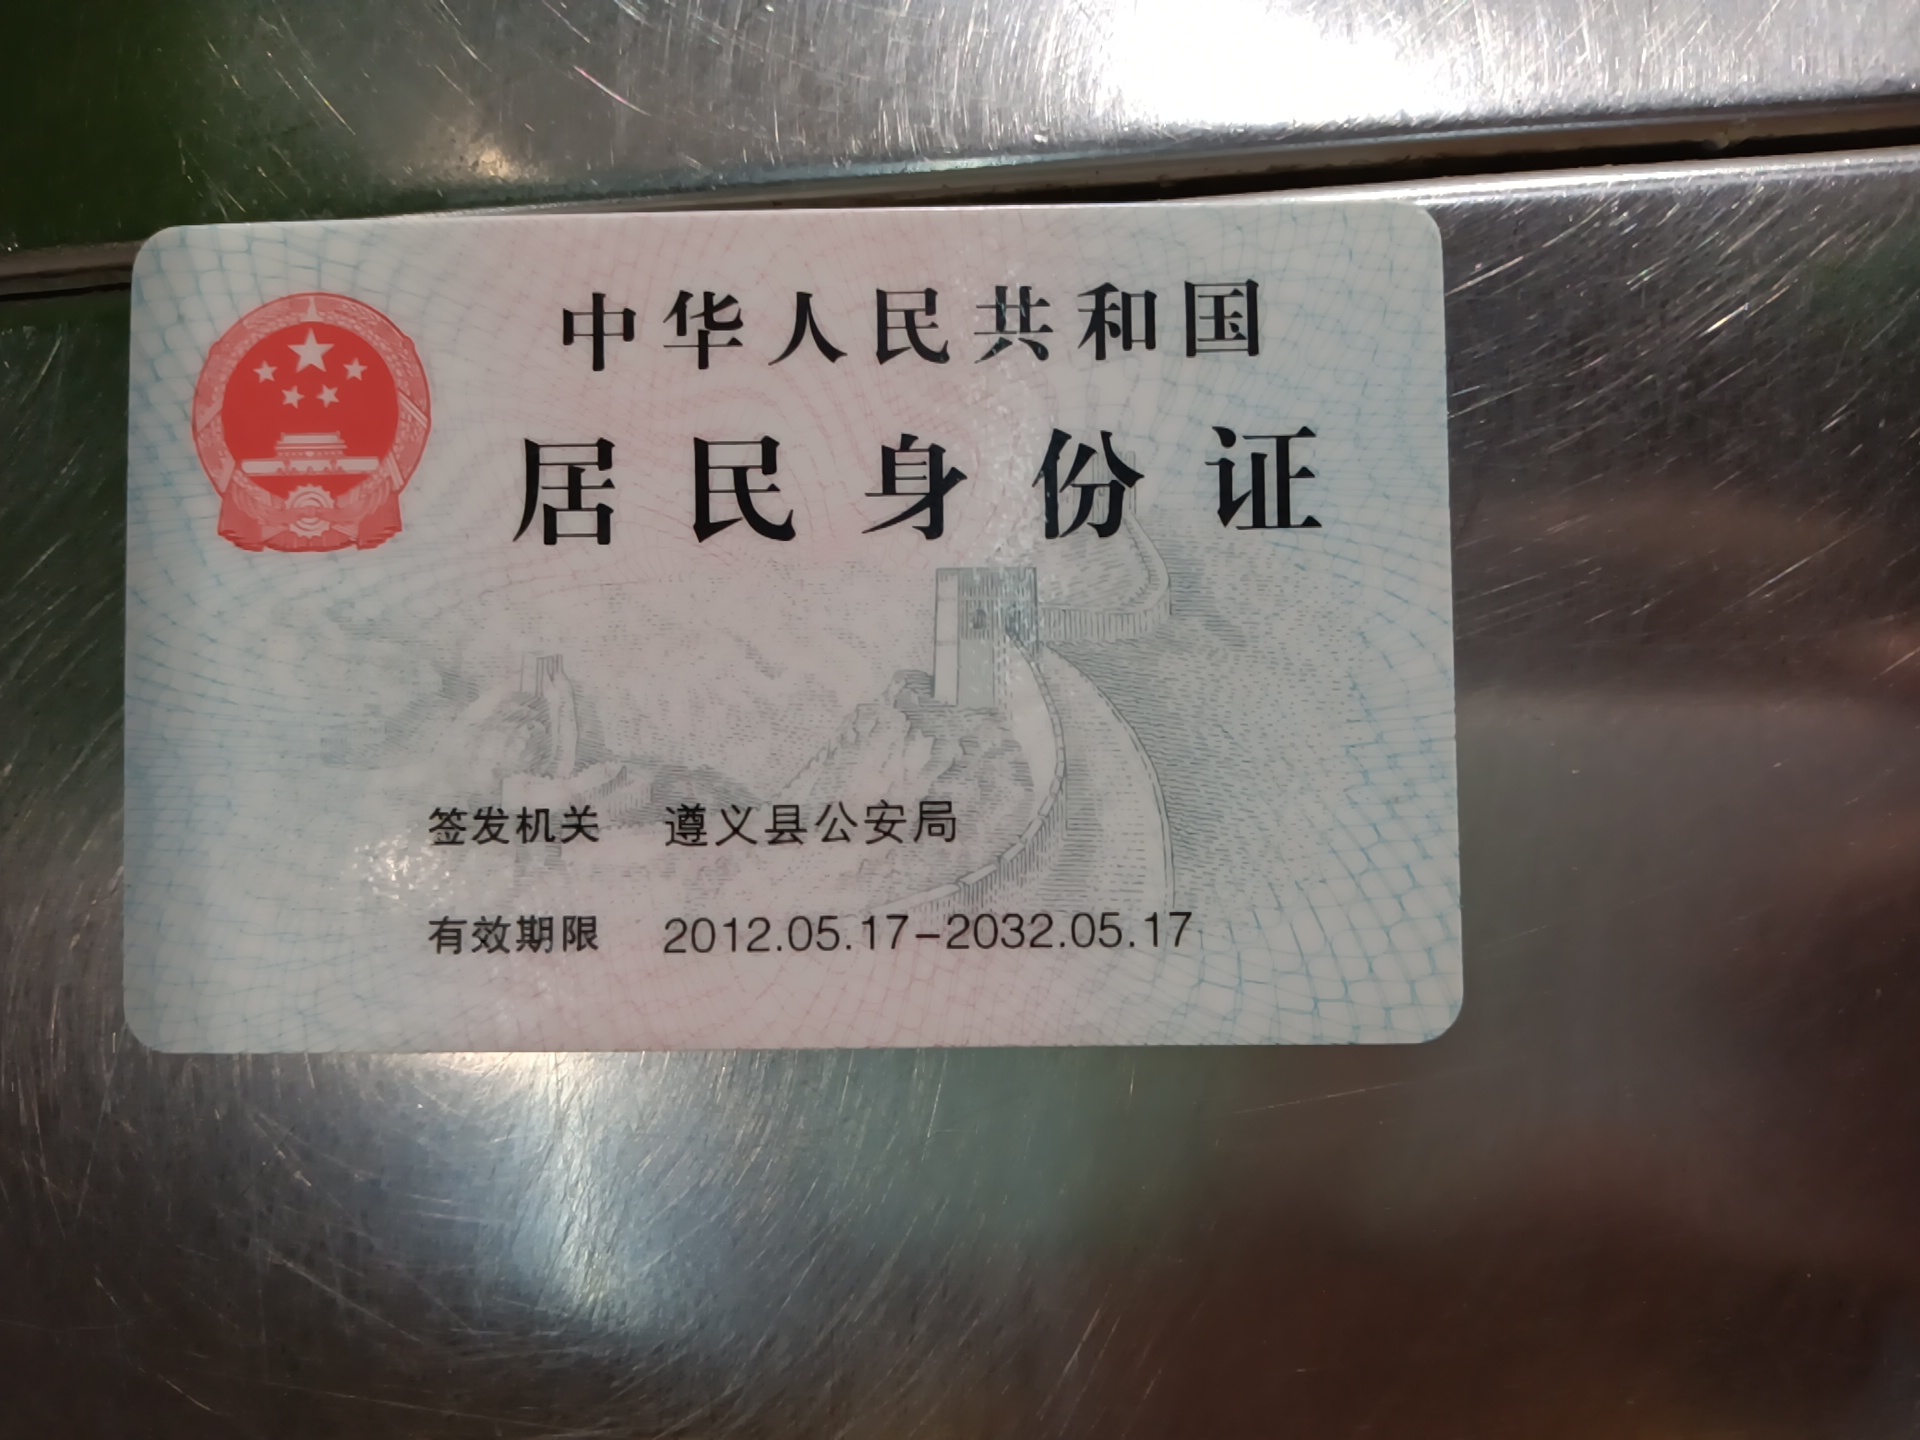 中华人民共和国
居民身份证
签发机关 遵义县公安局
有效期限 2012.05.17-2032.05.17